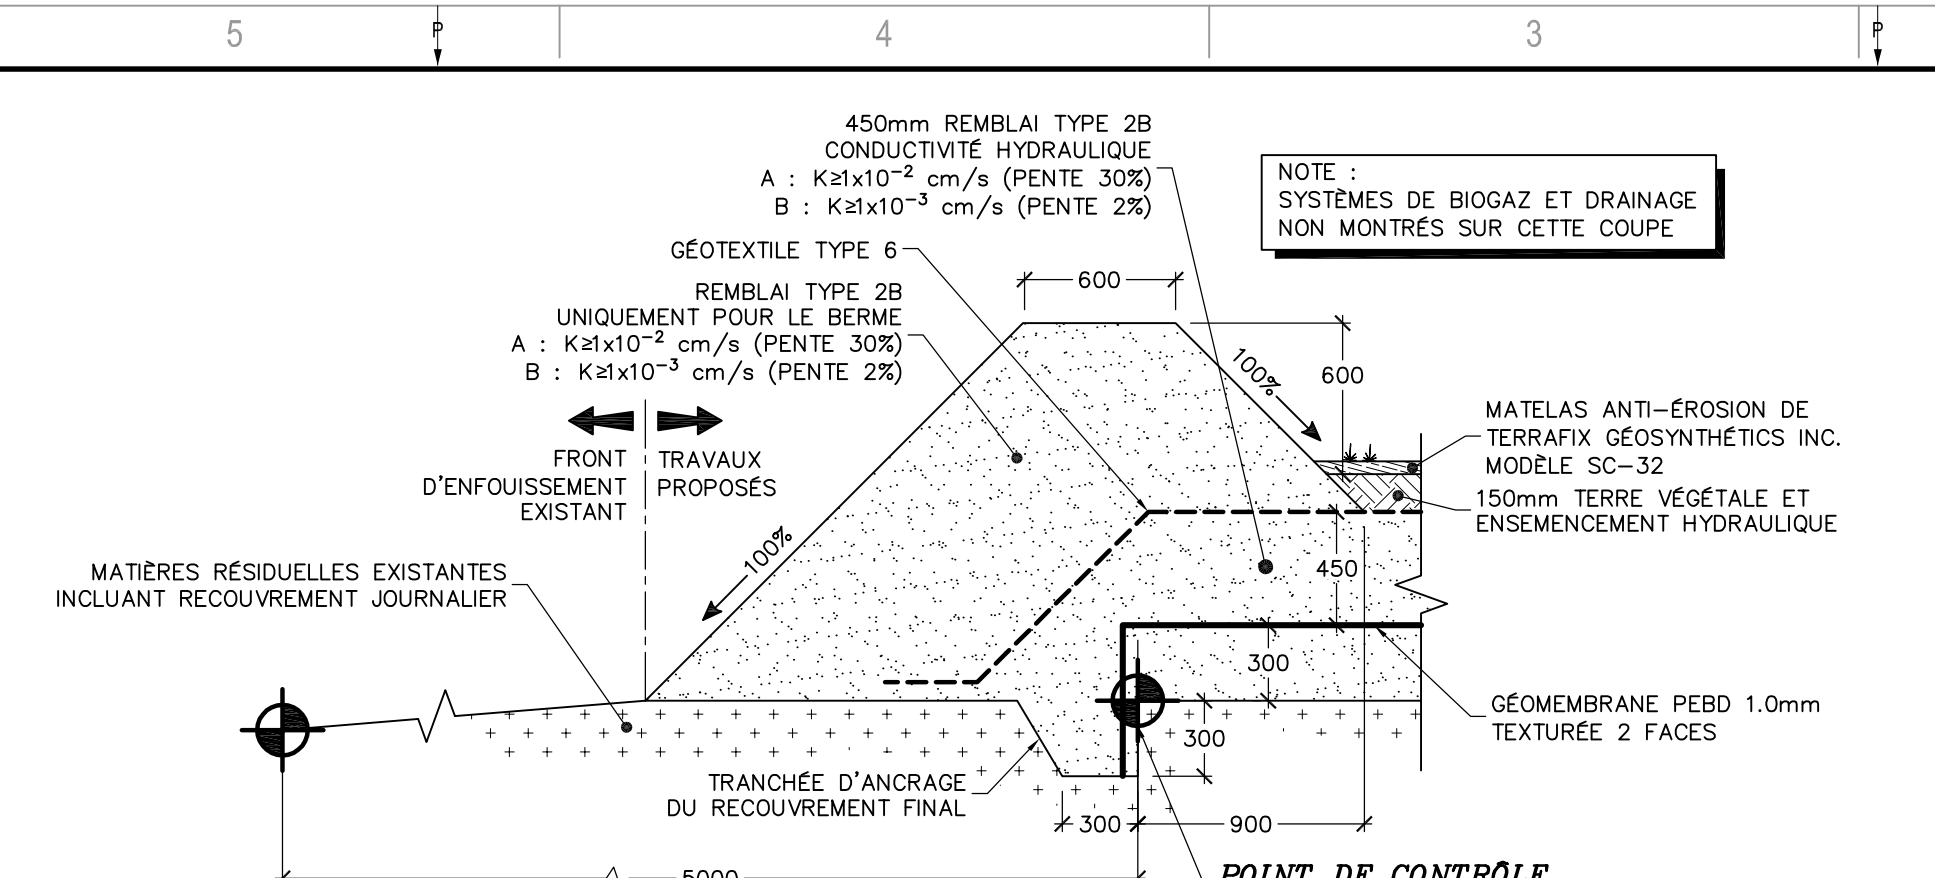 5
P
4
3
P
450mm REMBLAI TYPE 2B
CONDUCTIVITÉ HYDRAULIQUE
A : K≥1x10⁻² cm/s (PENTE 30%)
B : K≥1x10⁻³ cm/s (PENTE 2%)
NOTE :
SYSTÈMES DE BIOGAZ ET DRAINAGE
NON MONTRÉS SUR CETTE COUPE
GÉOTEXTILE TYPE 6
600
REMBLAI TYPE 2B
UNIQUEMENT POUR LE BERME
A : K≥1x10⁻² cm/s (PENTE 30%)
B : K≥1x10⁻³ cm/s (PENTE 2%)
100%
600
MATELAS ANTI-ÉROSION DE
TERRAFIX GÉOSYNTHÉTICS INC.
MODÈLE SC-32
FRONT
D'ENFOUISSEMENT
EXISTANT
TRAVAUX
PROPOSÉS
150mm TERRE VÉGÉTALE ET
ENSEMENCEMENT HYDRAULIQUE
100%
450
MATIÈRES RÉSIDUELLES EXISTANTES
INCLUANT RECOUVREMENT JOURNALIER
300
GÉOMEMBRANE PEBD 1.0mm
TEXTURÉE 2 FACES
300
TRANCHÉE D'ANCRAGE
DU RECOUVREMENT FINAL
300
900
5000
POINT DE CONTRÔLE